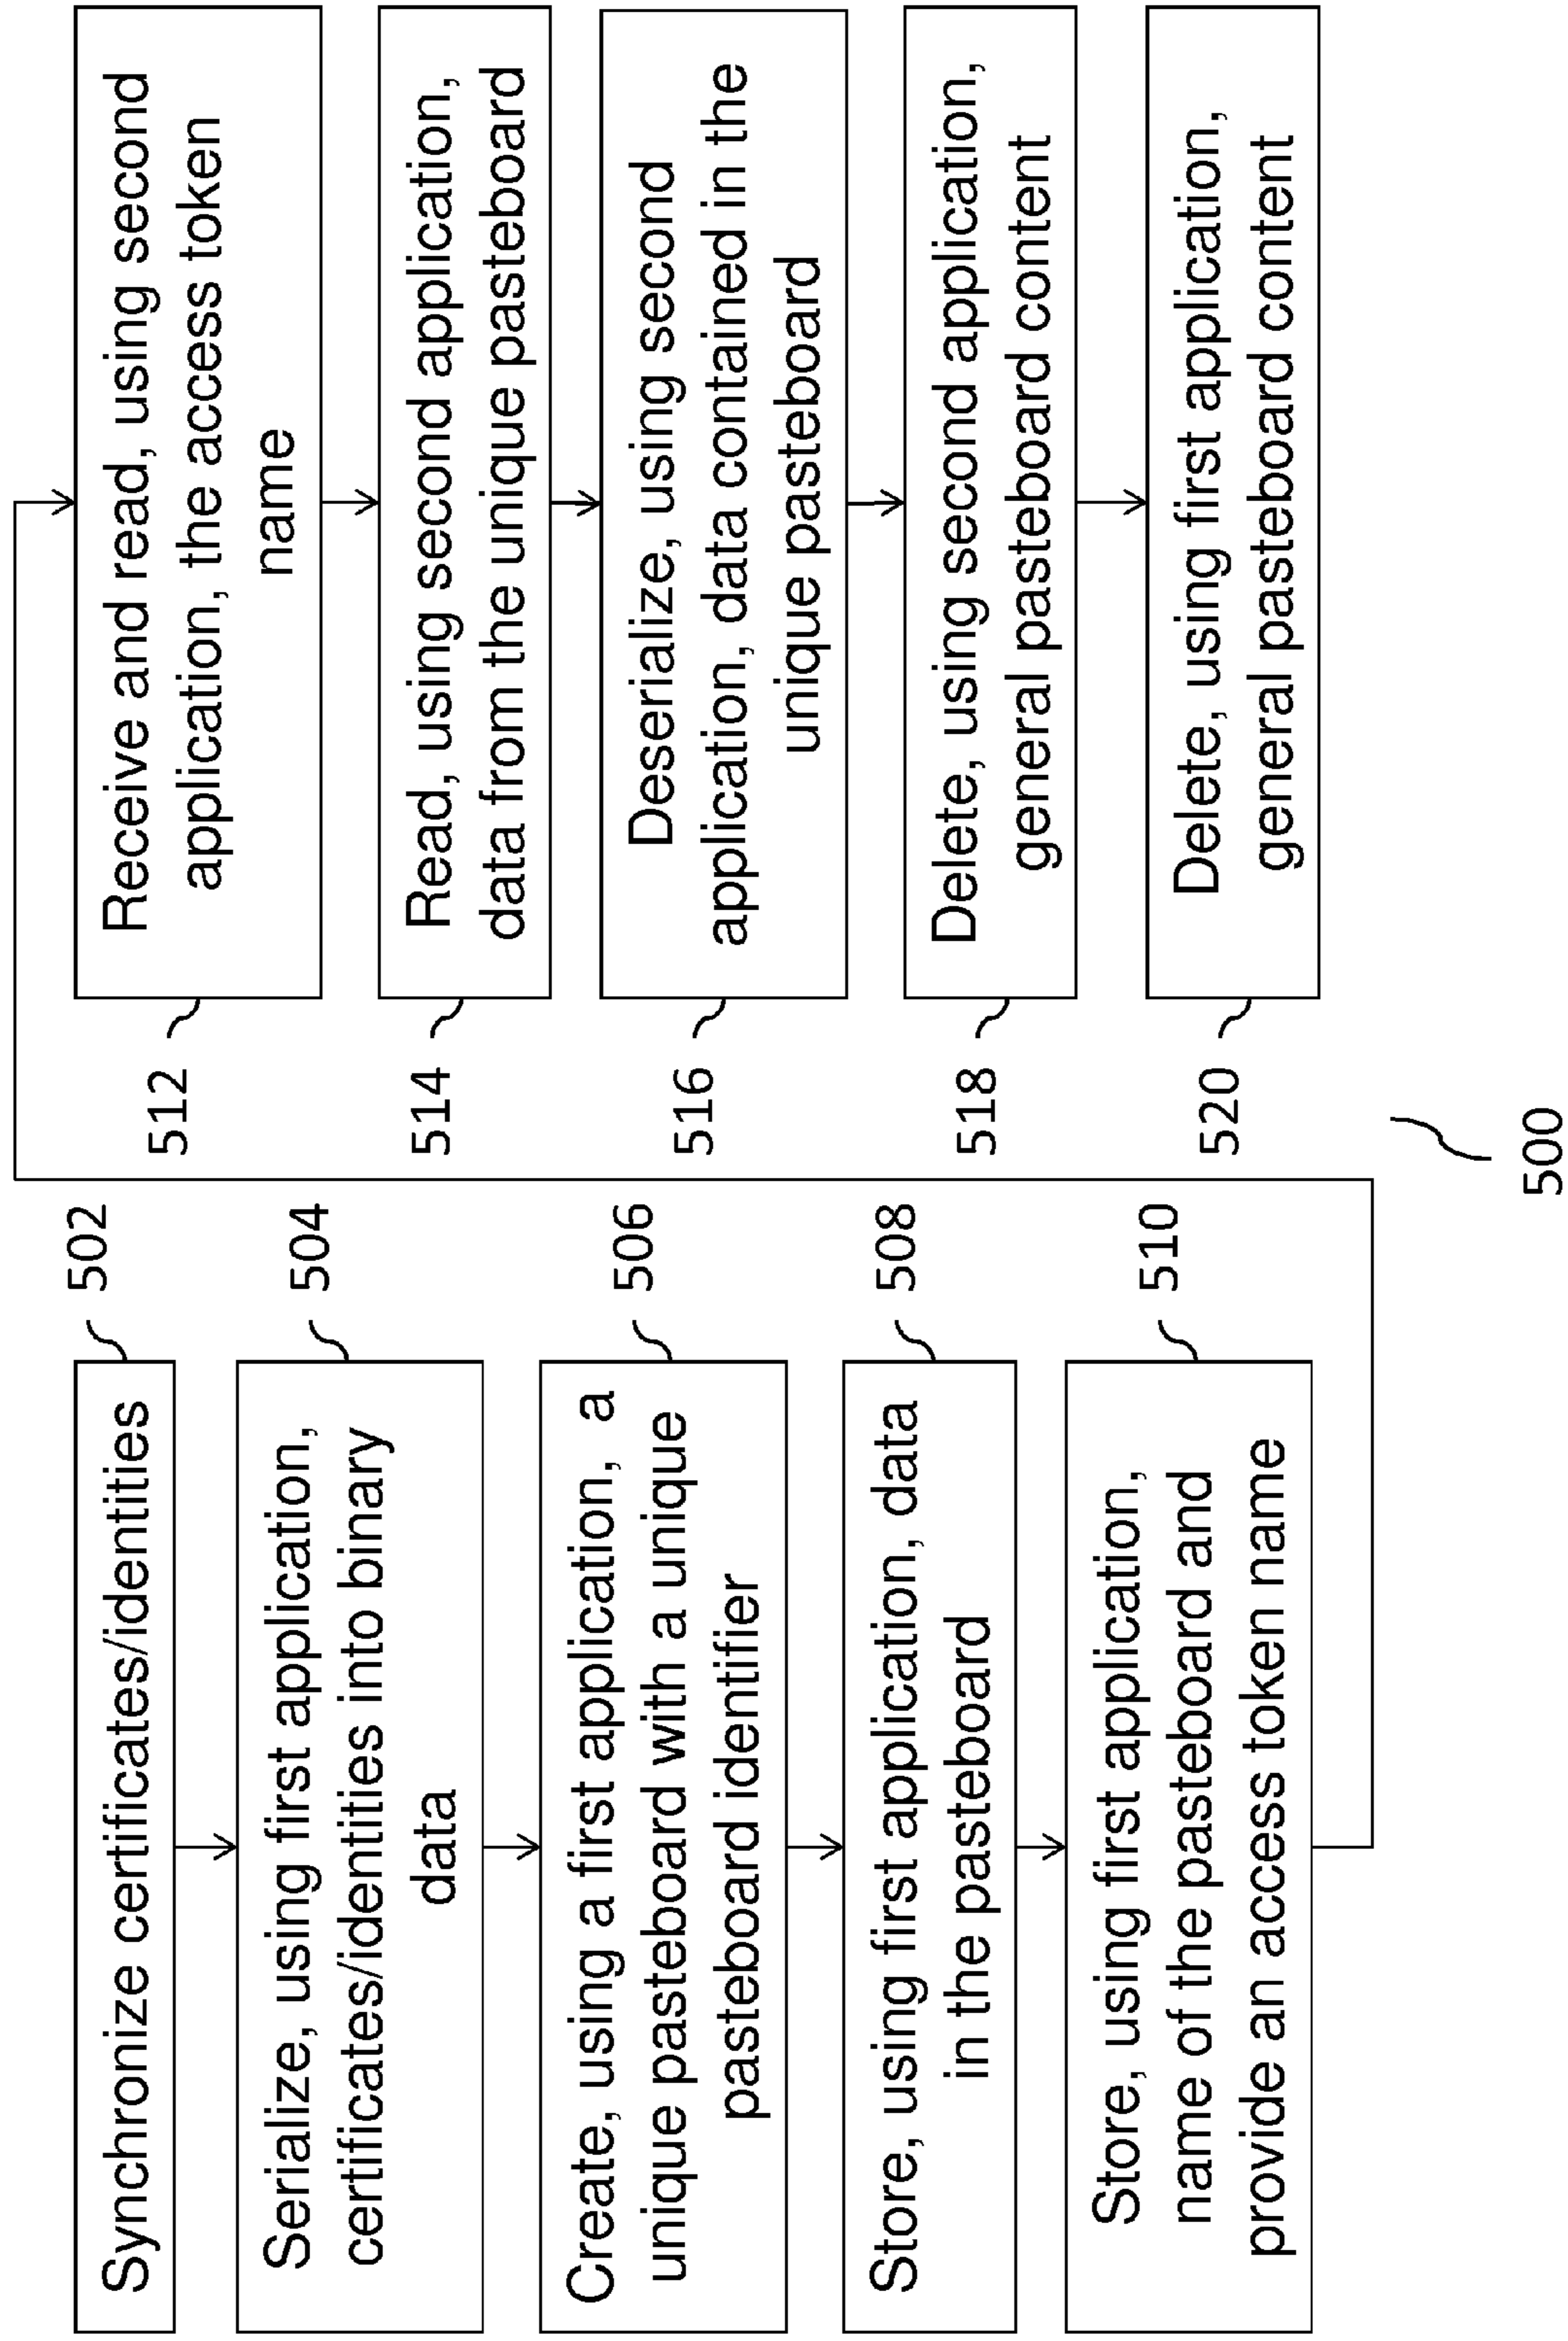 502
Synchronize certificates/identities
504
Serialize, using first application,
certificates/identities into binary
data
506
Create, using a first application, a
unique pasteboard with a unique
pasteboard identifier
508
Store, using first application, data
in the pasteboard
510
Store, using first application,
name of the pasteboard and
provide an access token name
512
Receive and read, using second
application, the access token
name
514
Read, using second application,
data from the unique pasteboard
516
Deserialize, using second
application, data contained in the
unique pasteboard
518
Delete, using second application,
general pasteboard content
520
Delete, using first application,
general pasteboard content
500